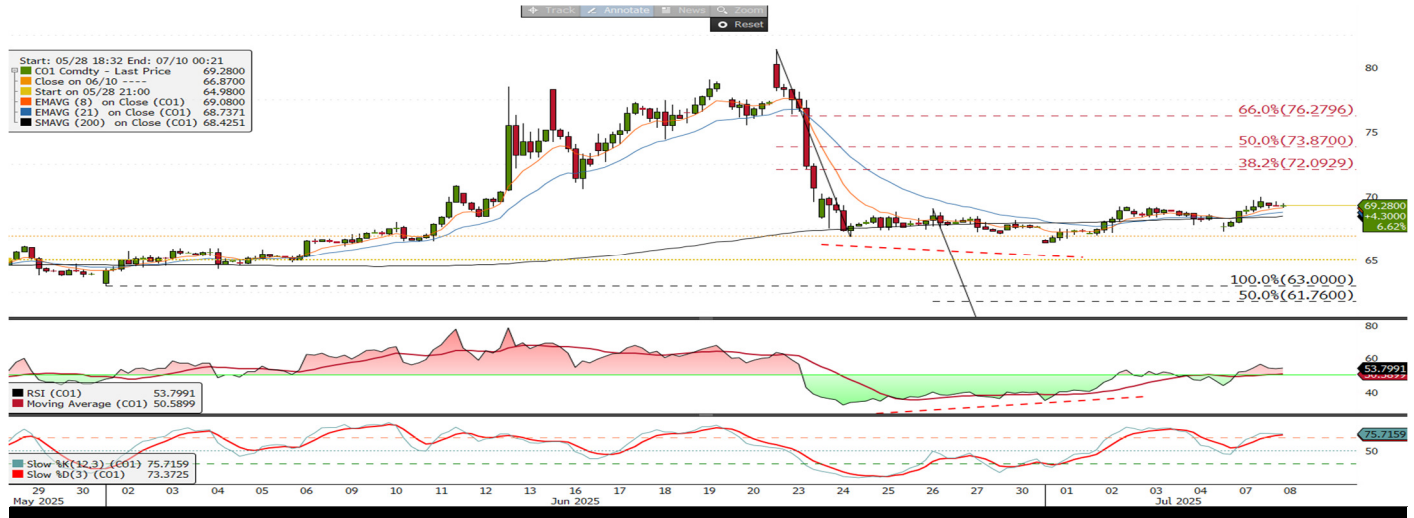 Track Annotate News Zoom
Reset
Start: 05/28 18:32 End: 07/10 00:21
CO1 Comdty - Last Price 69.2800
Close on 06/10 ---- 66.8700
Start on 05/28 21:00 64.9800
EMAVG (8) on Close (CO1) 69.0800
EMAVG (21) on Close (CO1) 68.7371
SMAVG (200) on Close (CO1) 68.4251
80
66.0%(76.2796)
75
50.0%(73.8700)
38.2%(72.0929)
70
69.2800
+4.3000
6.62%
65
100.0%(63.0000)
50.0%(61.7600)
80
60
53.7991
50.5899
40
RSI (CO1) 53.7991
Moving Average (CO1) 50.5899
75.7159
50
Slow %K(12,3) (CO1) 75.7159
Slow %D(3) (CO1) 73.3725
29 30 02 03 04 05 06 09 10 11 12 13 16 17 18 19 20 23 24 25 26 27 30 01 02 03 04 07 08
May 2025 Jun 2025 Jul 2025